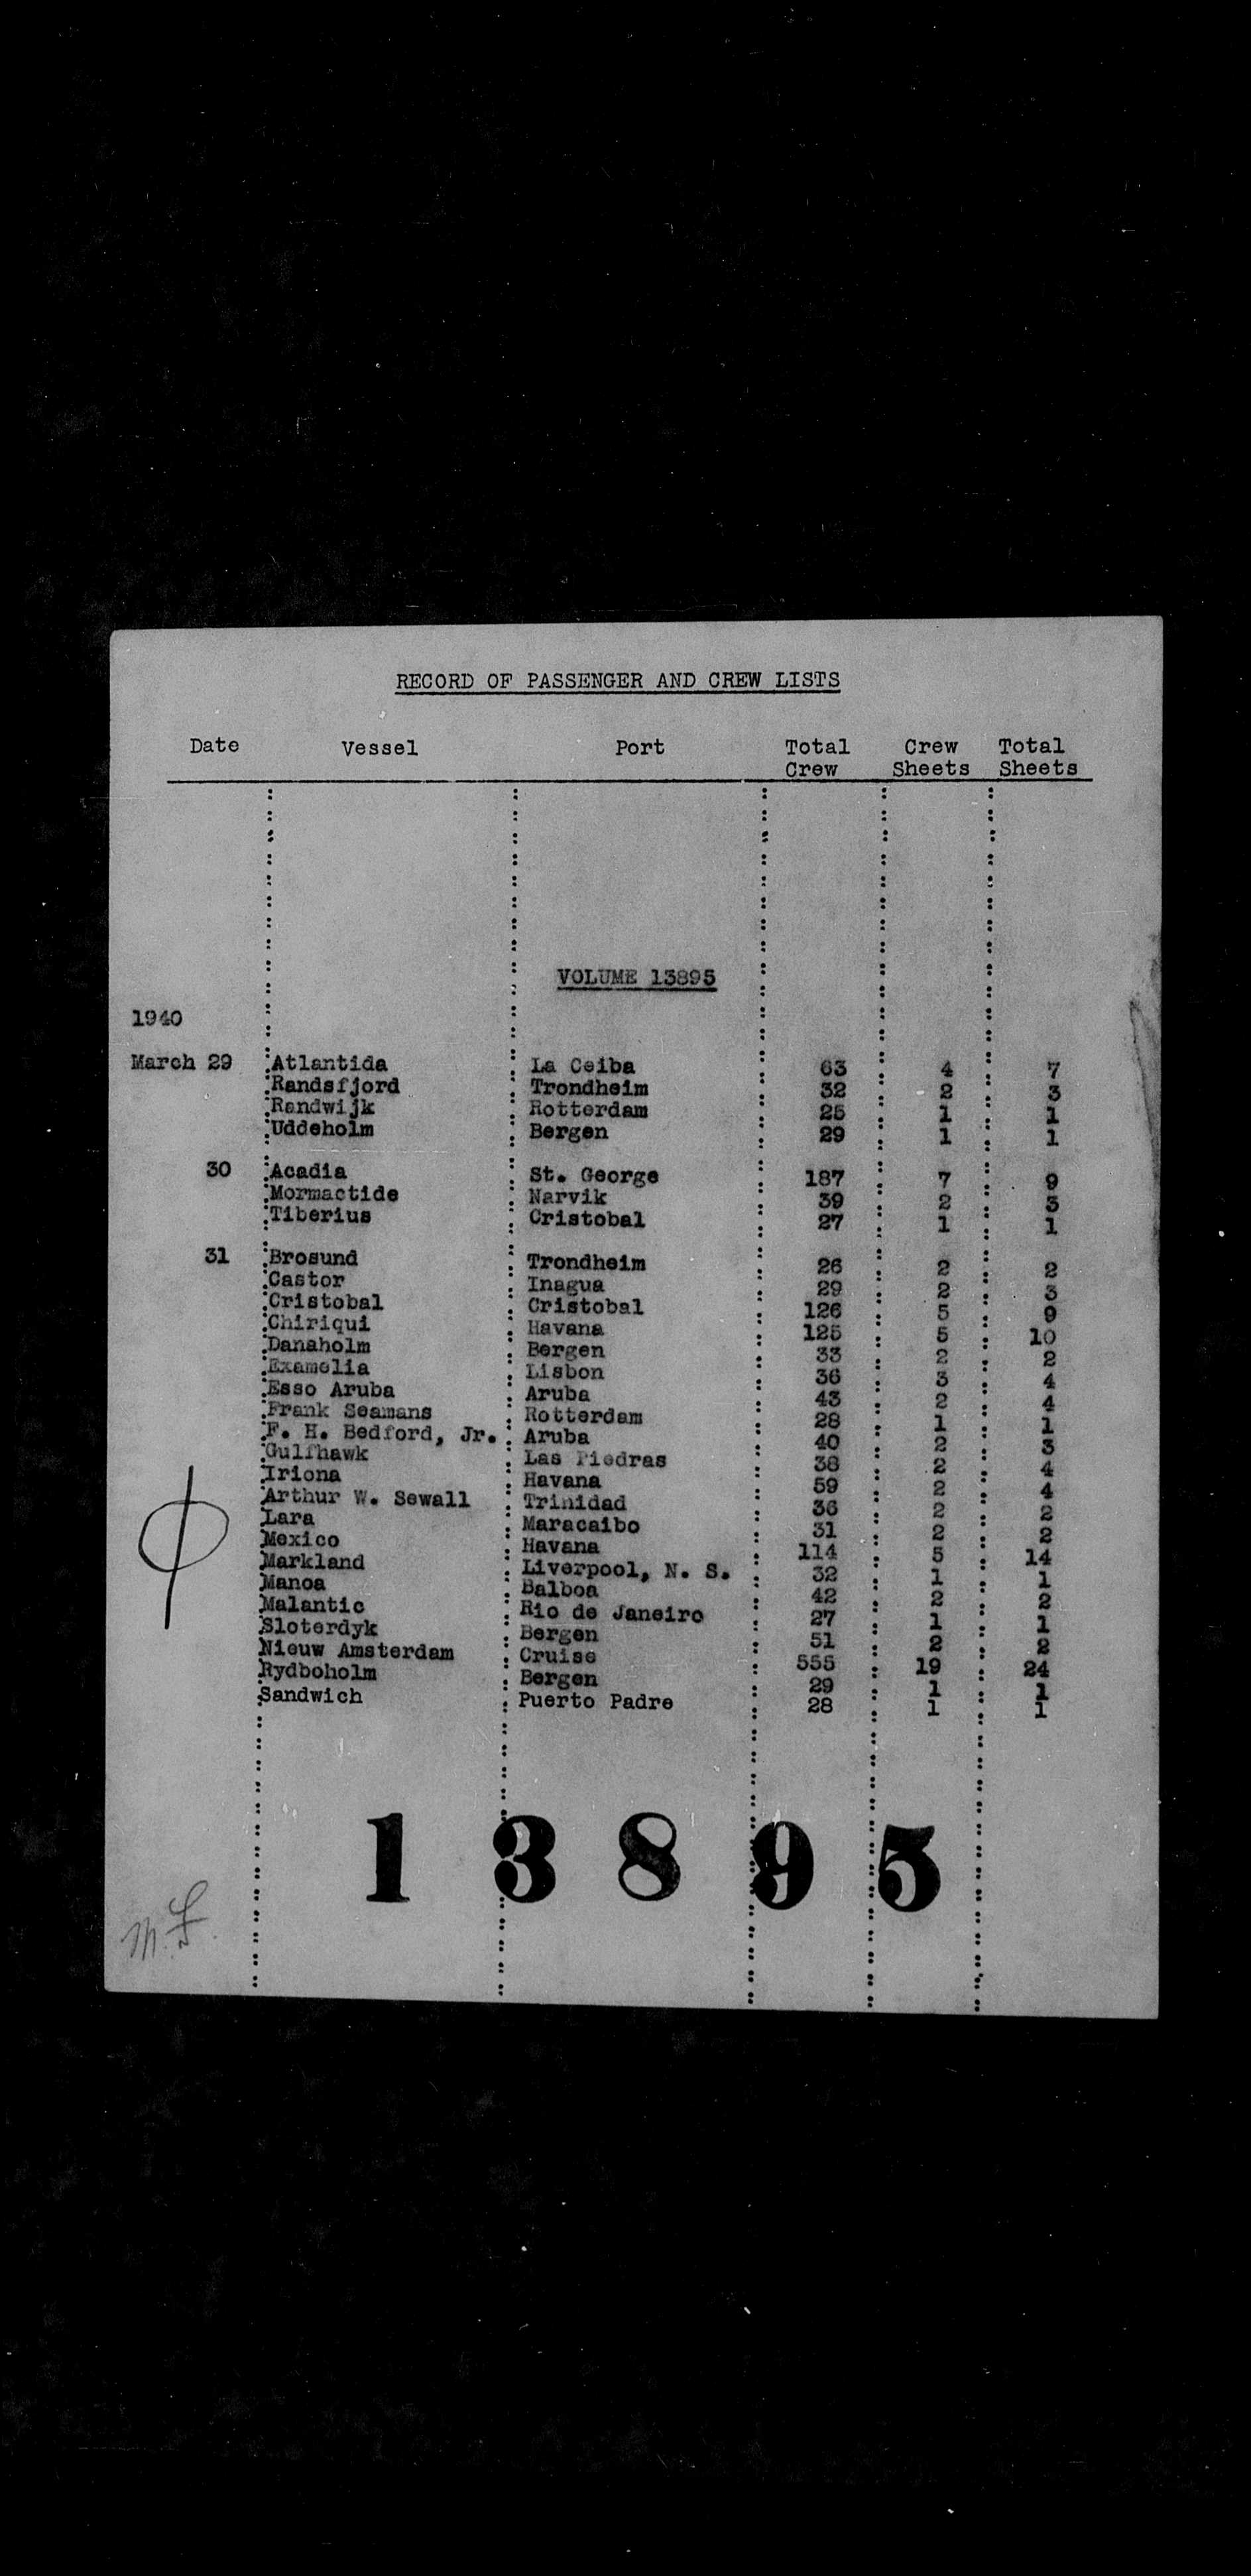 RECORD OF PASSENGER AND CREW LISTS
Date Vessel Port Total Crew Crew Sheets Total Sheets
VOLUME 13895
1940
March 29 Atlantida La Ceiba 63 4 7
Randsfjord Trondheim 32 2 3
Randwijk Rotterdam 25 1 1
Uddeholm Bergen 29 1 1
30 Acadia St. George 187 7 9
Mormactide Narvik 39 2 3
Tiberius Cristobal 27 1 1
31 Brosund Trondheim 26 2 2
Castor Inagua 29 2 3
Cristobal Cristobal 126 5 9
Chiriqui Havana 125 5 10
Danaholm Bergen 33 2 2
Examelia Lisbon 36 3 4
Esso Aruba Aruba 43 2 4
Frank Seamans Rotterdam 28 1 1
F. H. Bedford, Jr. Aruba 40 2 3
Gulfhawk Las Piedras 38 2 4
Iriona Havana 59 2 4
Arthur W. Sewall Trinidad 36 2 2
Lara Maracaibo 31 2 2
Mexico Havana 114 5 14
Markland Liverpool, N. S. 32 1 1
Manoa Balboa 42 2 2
Malantic Rio de Janeiro 27 1 1
Sloterdyk Bergen 51 2 2
Nieuw Amsterdam Cruise 555 19 24
Rydboholm Bergen 29 1 1
Sandwich Puerto Padre 28 1 1
13895